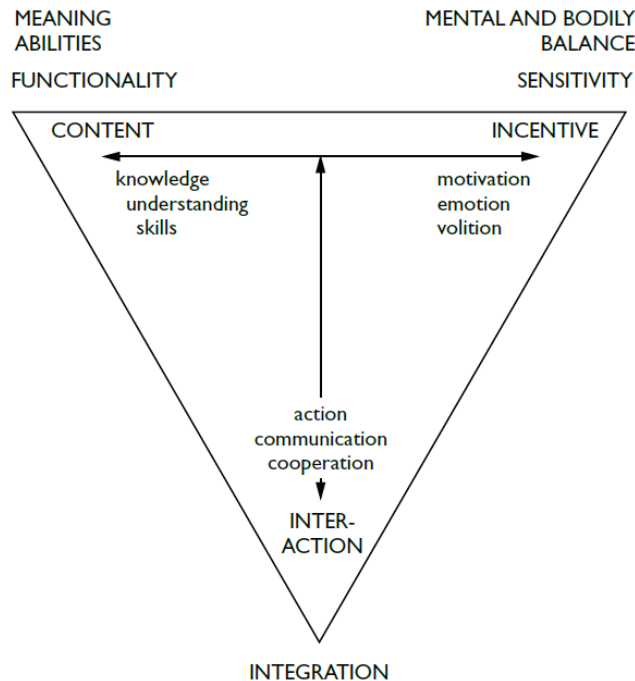 MEANING
ABILITIES
FUNCTIONALITY
MENTAL AND BODILY
BALANCE
SENSITIVITY
CONTENT
INCENTIVE
knowledge
understanding
skills
motivation
emotion
volition
action
communication
cooperation
INTER-
ACTION
INTEGRATION